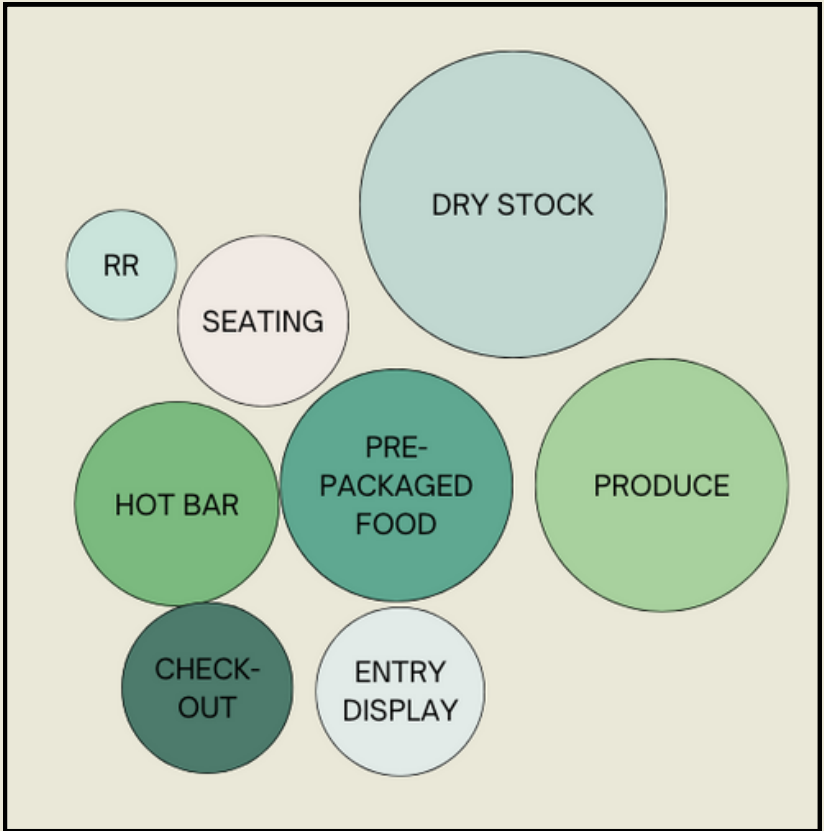 DRY STOCK
RR
SEATING
PRE-
PACKAGED
FOOD
HOT BAR
PRODUCE
CHECK-
OUT
ENTRY
DISPLAY